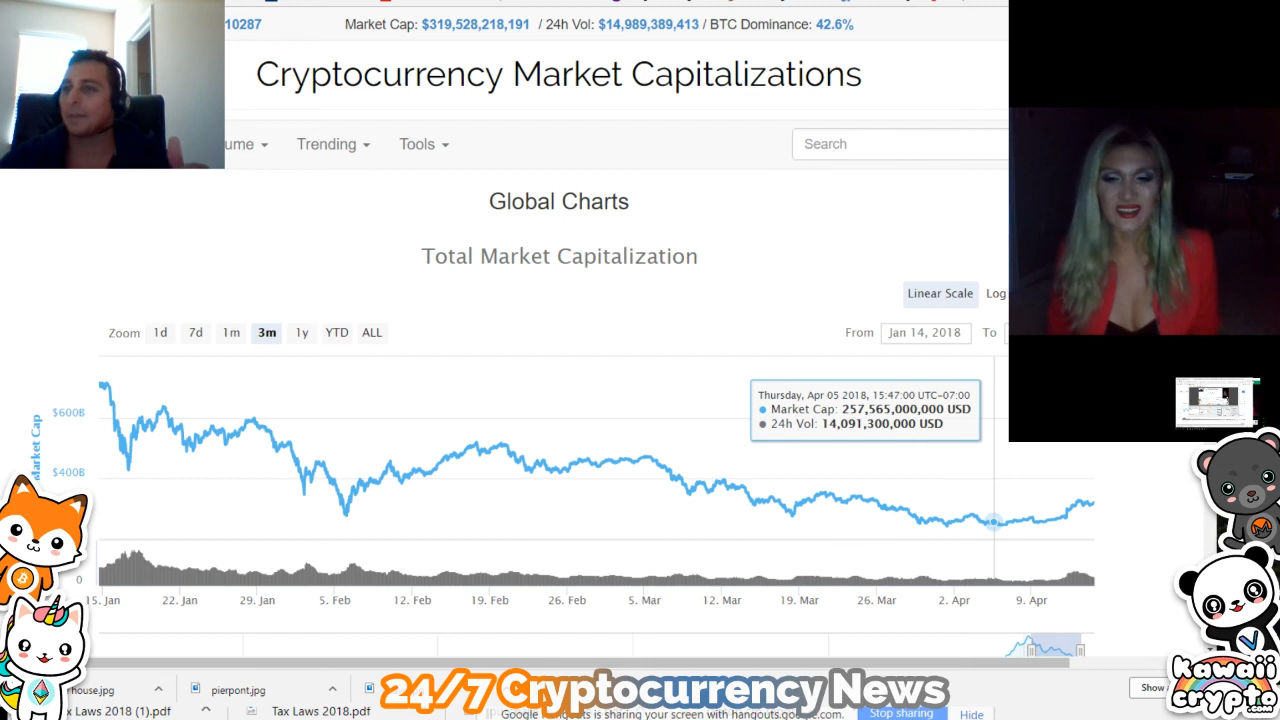 10287
Market Cap: $319,528,218,191 / 24h Vol: $14,989,389,413 / BTC Dominance: 42.6%
Cryptocurrency Market Capitalizations
ume Trending Tools Search
Global Charts
Total Market Capitalization
Linear Scale Log
Zoom 1d 7d 1m 3m 1y YTD ALL From Jan 14, 2018 To
Thursday, Apr 05 2018, 15:47:00 UTC-07:00
Market Cap: 257,565,000,000 USD
24h Vol: 14,091,300,000 USD
Market Cap
$600B
$400B
0
15. Jan 22. Jan 29. Jan 5. Feb 12. Feb 19. Feb 26. Feb 5. Mar 12. Mar 19. Mar 26. Mar 2. Apr 9. Apr
house.jpg pierpont.jpg Show
24/7 Cryptocurrency News
x Laws 2018 (1).pdf Tax Laws 2018.pdf
Google Hangouts is sharing your screen with hangouts.google.com. Stop sharing Hide
kawaii
crypto
.com